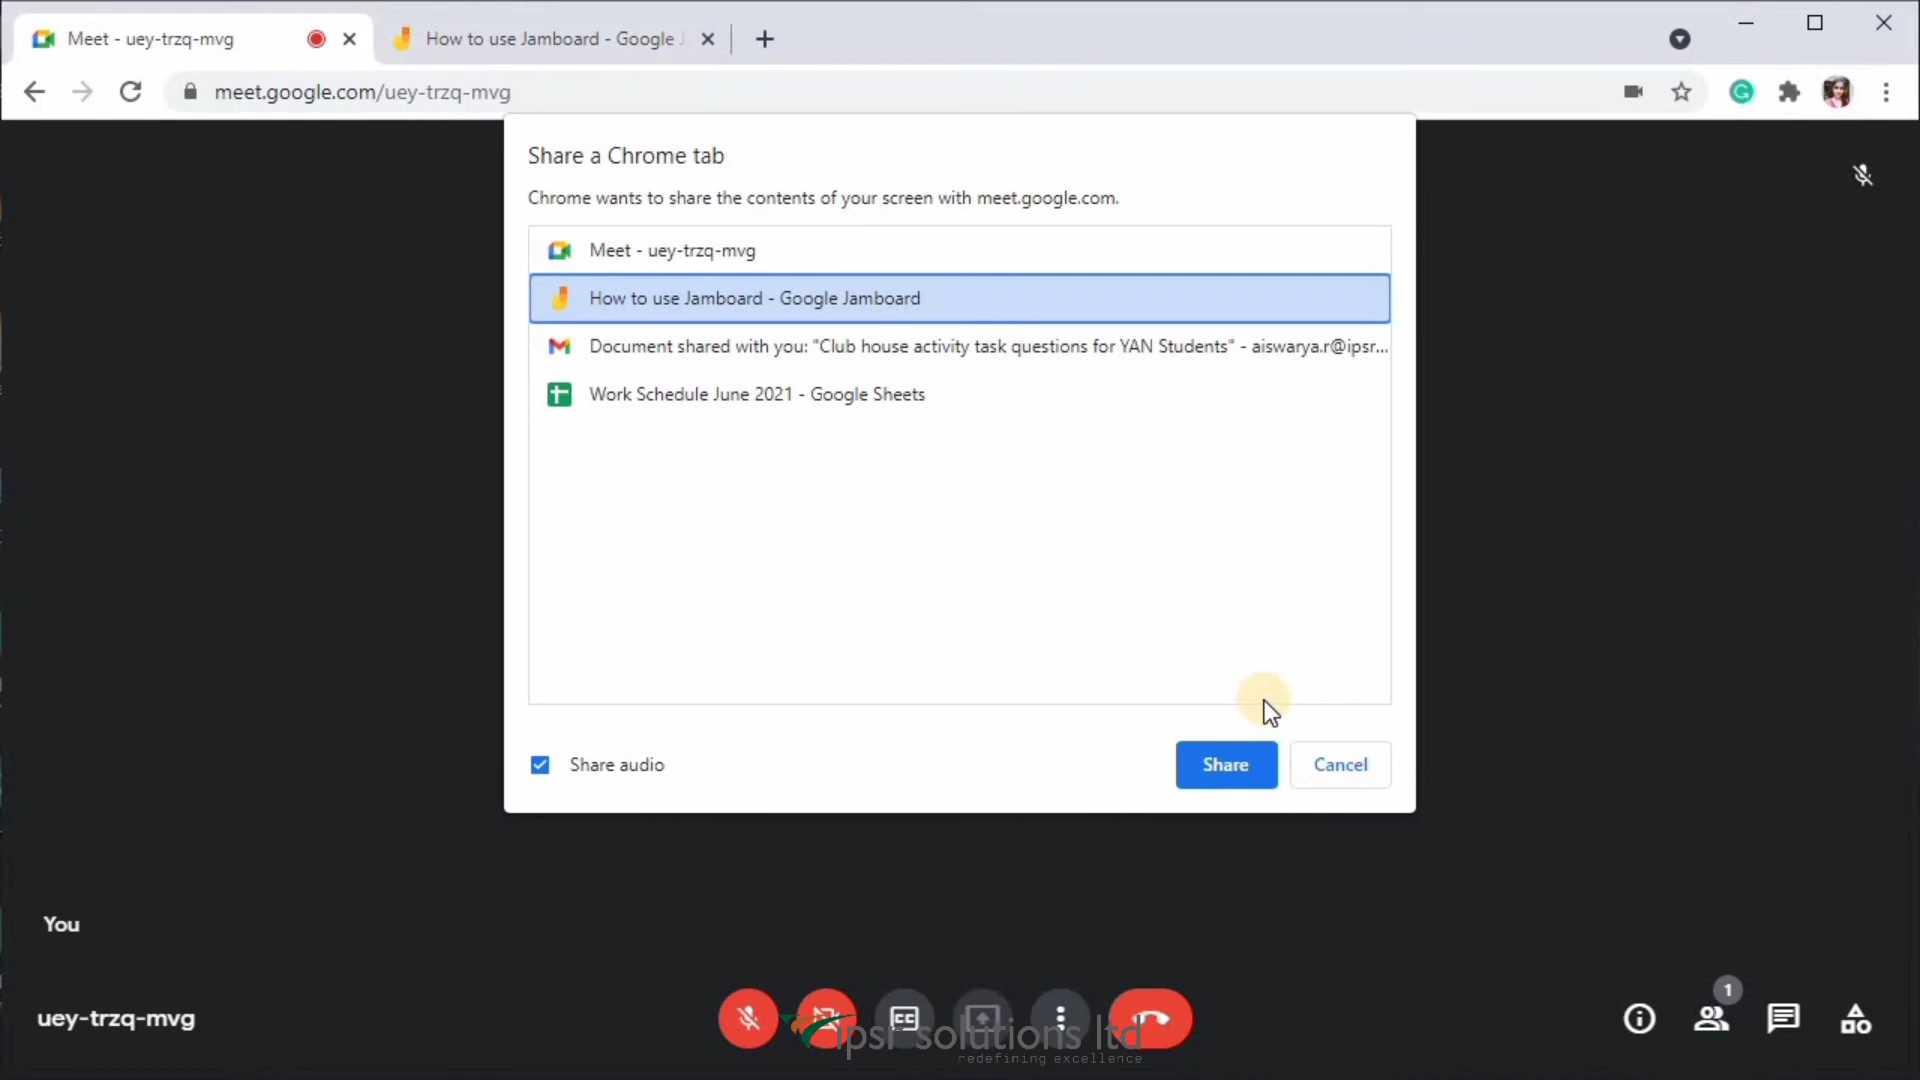 Meet - uey-trzq-mvg
How to use Jamboard - Google J
meet.google.com/uey-trzq-mvg
Share a Chrome tab
Chrome wants to share the contents of your screen with meet.google.com.
Meet - uey-trzq-mvg
How to use Jamboard - Google Jamboard
Document shared with you: "Club house activity task questions for YAN Students" - aiswarya.r@ipsr...
Work Schedule June 2021 - Google Sheets
Share audio
Share
Cancel
You
uey-trzq-mvg
CC
1
ipsr solutions ltd
redefining excellence